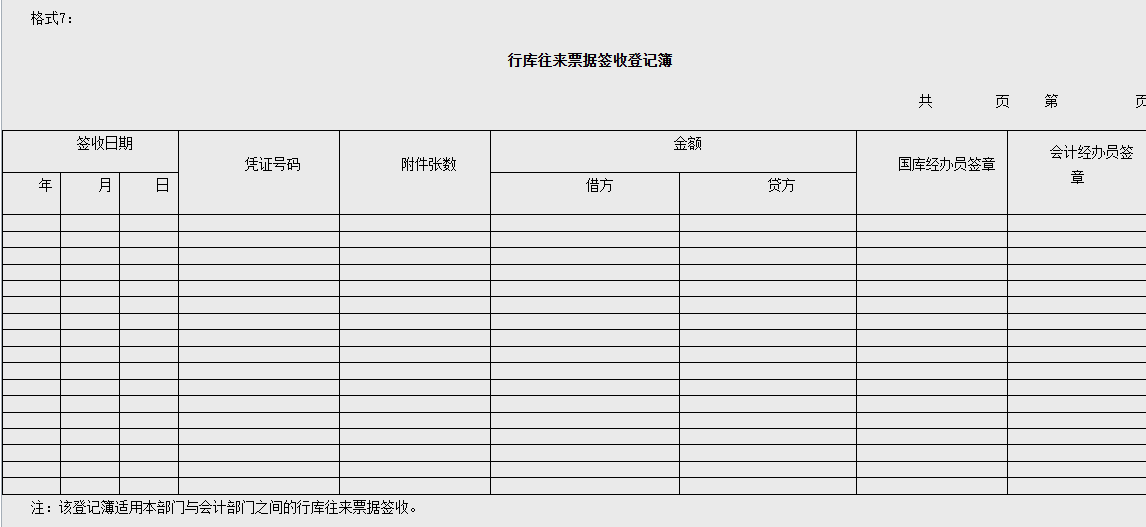 格式7：
行库往来票据签收登记簿
共 页 第 页
签收日期 凭证号码 附件张数 金额 国库经办员签章 会计经办员签章
年 月 日 借方 贷方
注：该登记簿适用本部门与会计部门之间的行库往来票据签收。